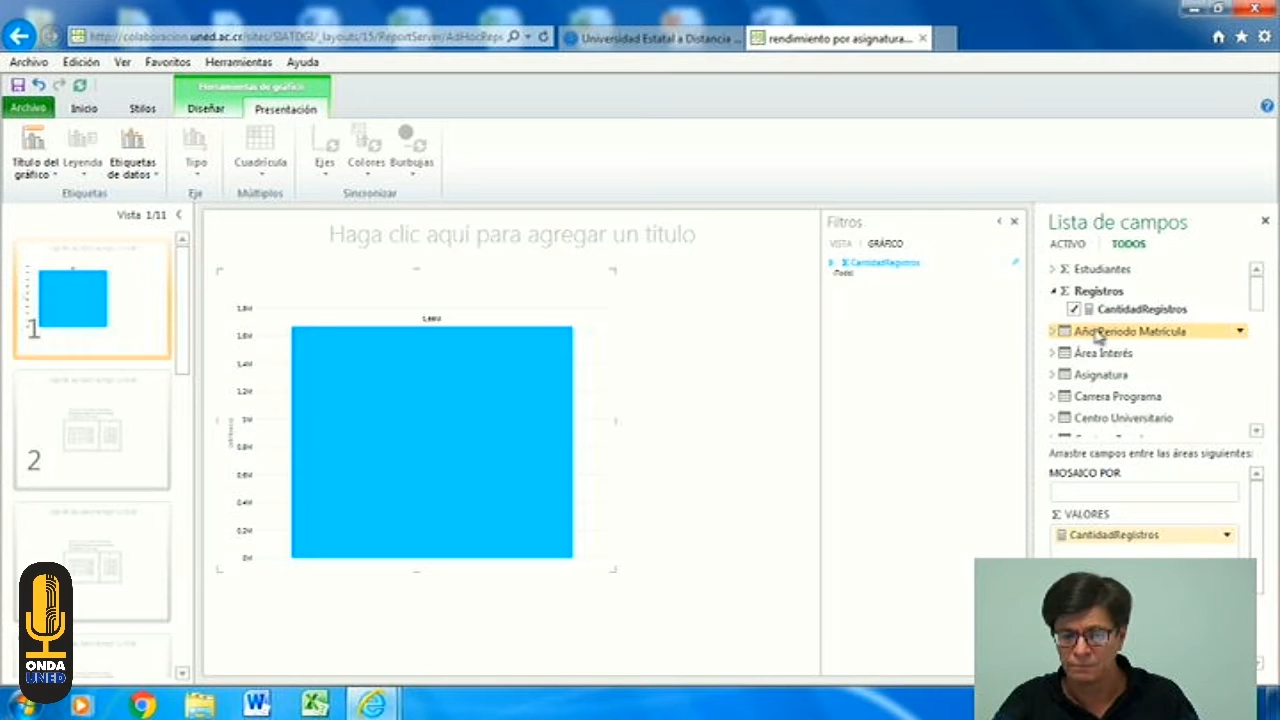 http://colaboracion.uned.ac.cr/sites/SIATDGI/_layouts/15/ReportServer/AdHocRepo
Universidad Estatal a Distancia ...
rendimiento por asignatura...
Archivo Edición Ver Favoritos Herramientas Ayuda
Herramientas de gráfico
Archivo Inicio Stilos Diseñar Presentación
Título del gráfico
Leyenda
Etiquetas de datos
Tipo
Cuadrícula
Ejes
Colores
Burbujas
Etiquetas
Eje
Múltiplos
Sincronizar
Vista 1/11
1
2
Haga clic aquí para agregar un título
1,8M
1,6M
1,4M
1,2M
1M
0,8M
0,6M
0,4M
0,2M
0M
Filtros
VISTA | GRÁFICO
Σ CantidadRegistros
(Todo)
Lista de campos
ACTIVO TODOS
Σ Estudiantes
Σ Registros
CantidadRegistros
Año Periodo Matrícula
Área Interés
Asignatura
Carrera Programa
Centro Universitario
Arrastre campos entre las áreas siguientes:
MOSAICO POR
Σ VALORES
CantidadRegistros
ONDA
UNED